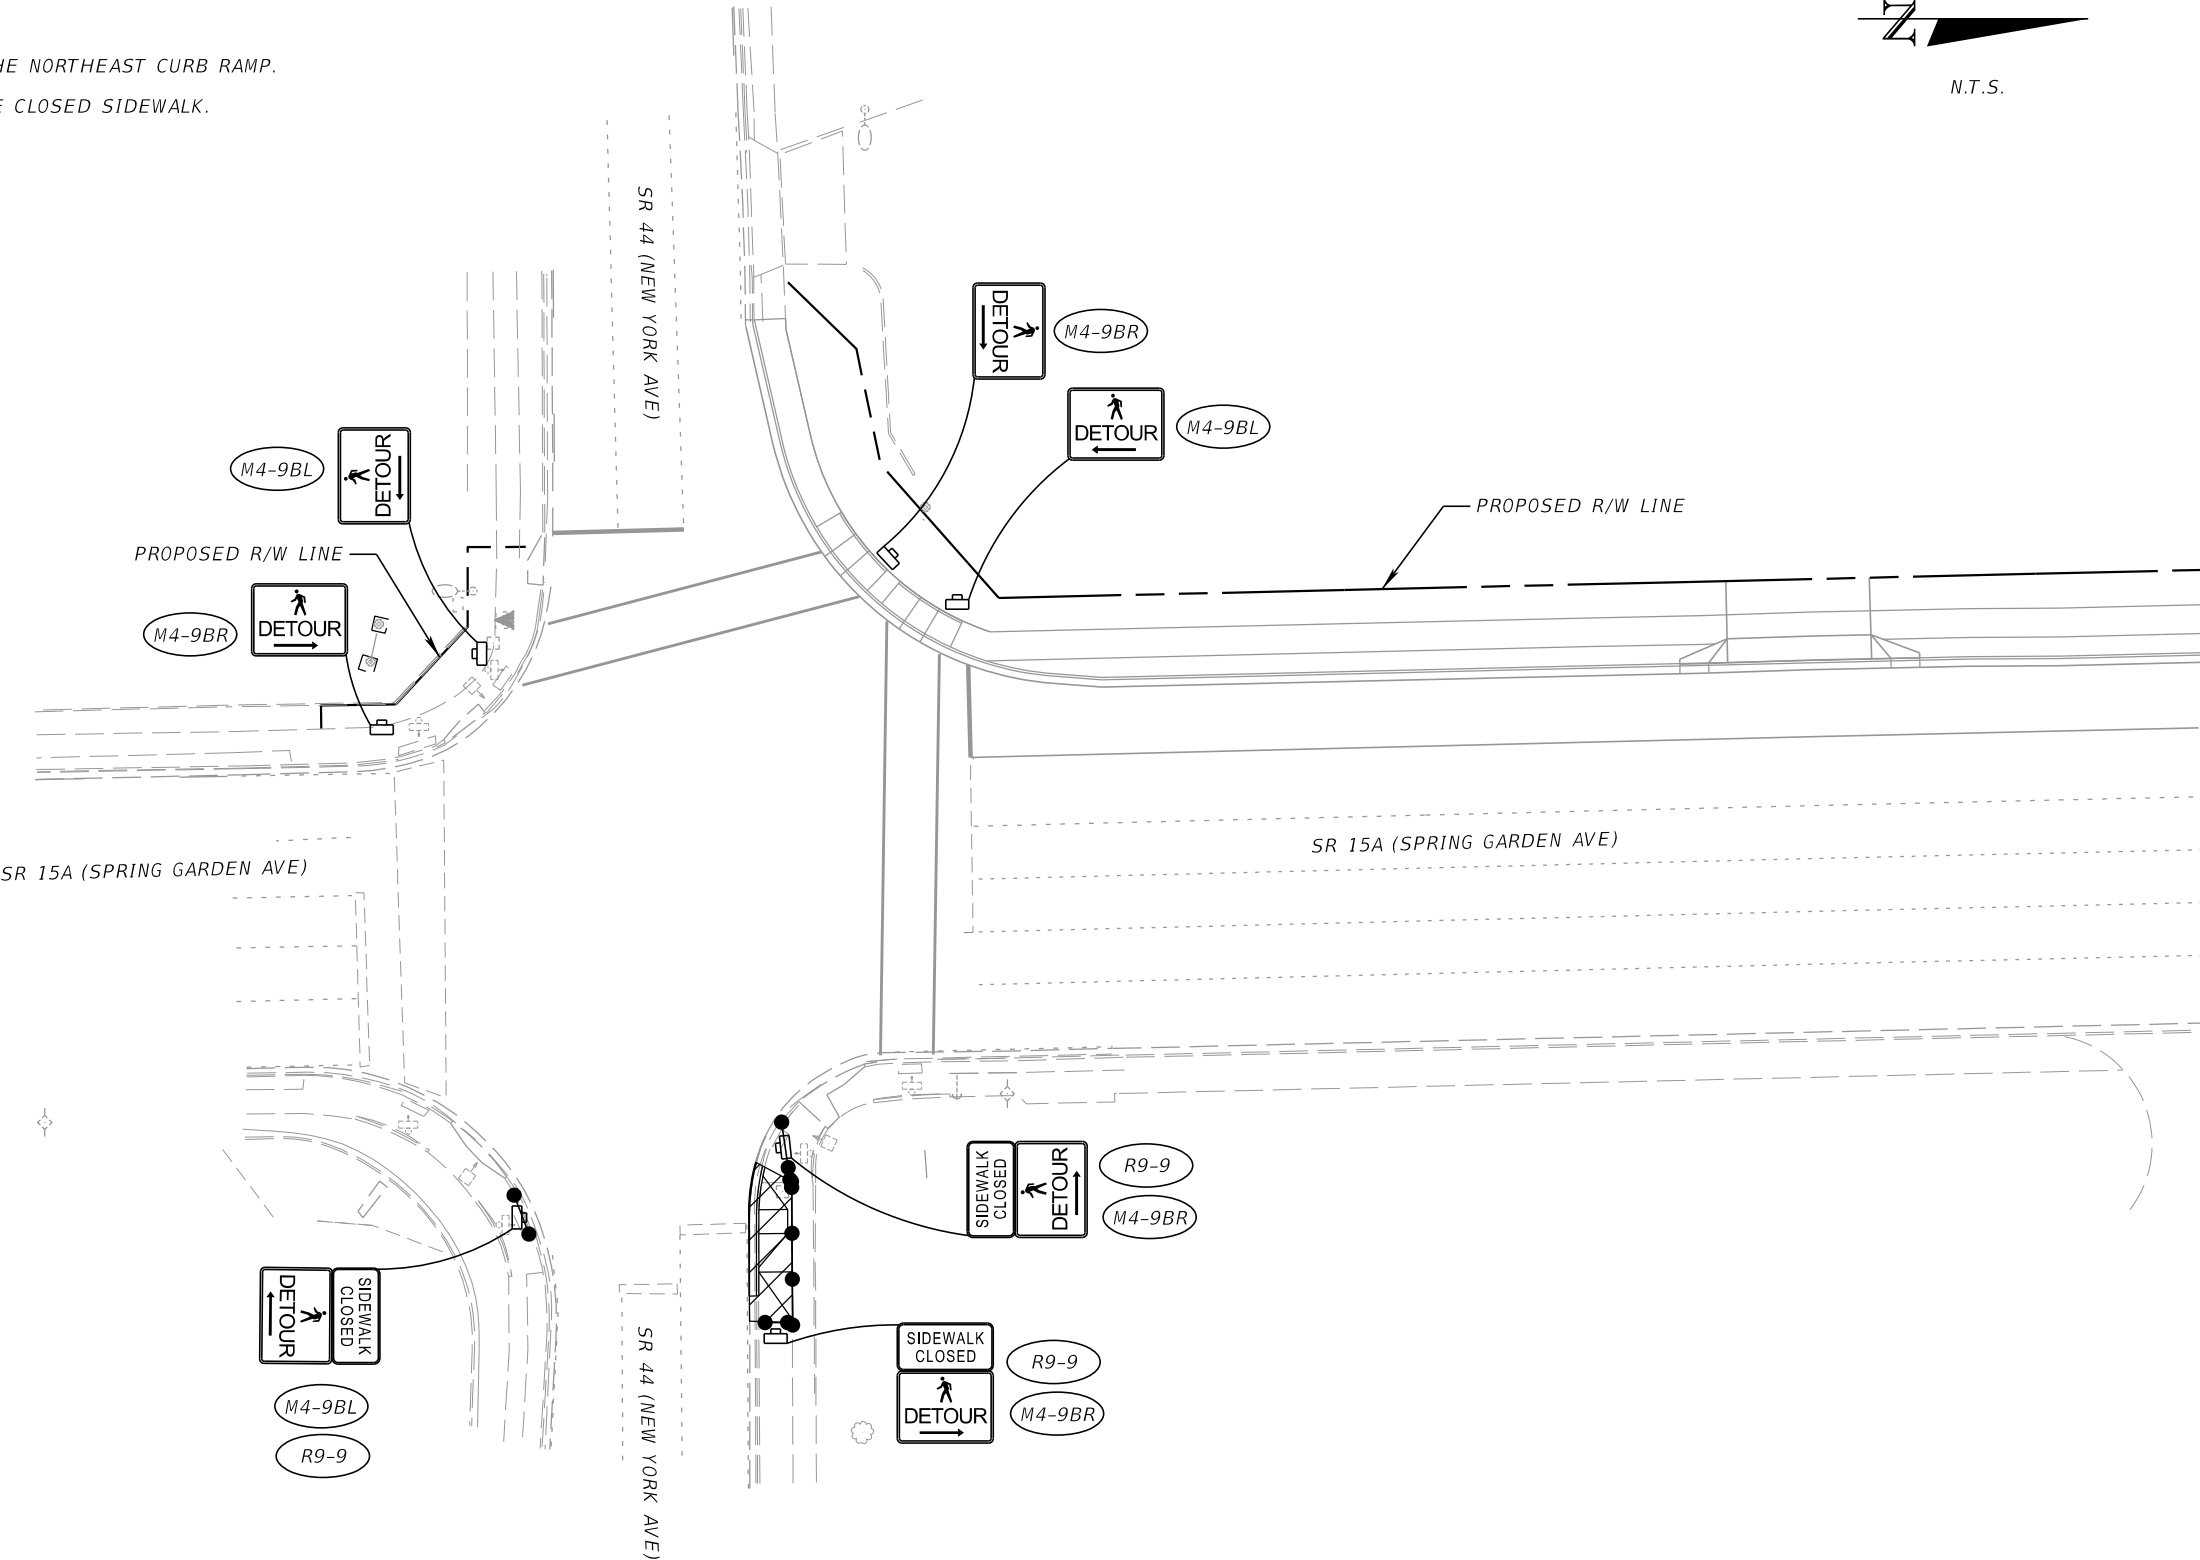 HE NORTHEAST CURB RAMP.
E CLOSED SIDEWALK.
N
N.T.S.
SR 44 (NEW YORK AVE)
DETOUR
M4-9BR
DETOUR
M4-9BL
M4-9BL
DETOUR
PROPOSED R/W LINE
PROPOSED R/W LINE
M4-9BR
DETOUR
SR 15A (SPRING GARDEN AVE)
SR 15A (SPRING GARDEN AVE)
SIDEWALK
CLOSED
DETOUR
R9-9
M4-9BR
SIDEWALK
CLOSED
DETOUR
M4-9BL
R9-9
SR 44 (NEW YORK AVE)
SIDEWALK
CLOSED
DETOUR
R9-9
M4-9BR